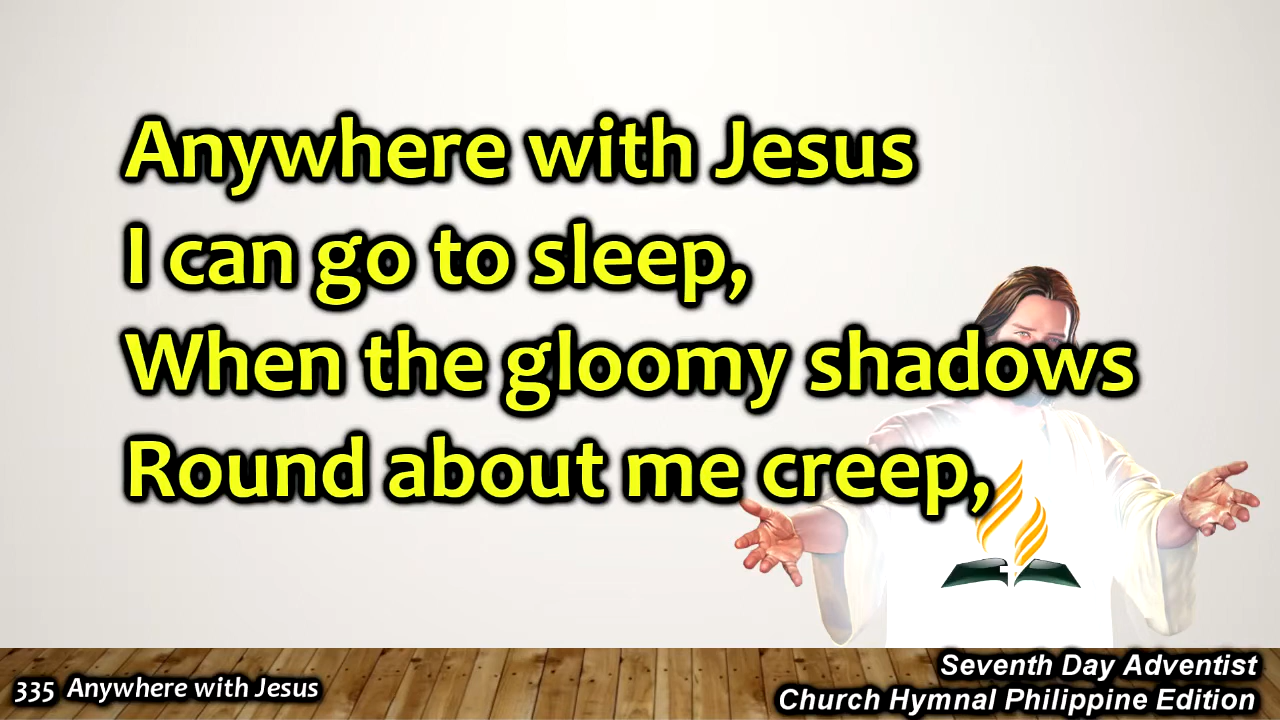 Anywhere with Jesus
I can go to sleep,
When the gloomy shadows
Round about me creep,
335 Anywhere with Jesus
Seventh Day Adventist
Church Hymnal Philippine Edition